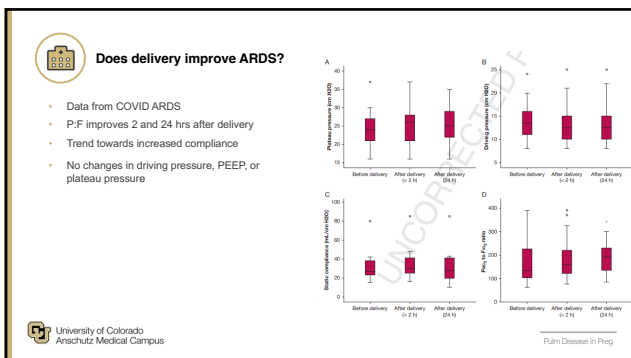 Does delivery improve ARDS?
• Data from COVID ARDS
• P:F improves 2 and 24 hrs after delivery
• Trend towards increased compliance
• No changes in driving pressure, PEEP, or
plateau pressure
A
Plateau pressure (cm H2O)
40
35
30
25
20
15
Before delivery
After delivery
(< 2 h)
After delivery
(24 h)
B
Driving pressure (cm H2O)
25
20
15
10
5
Before delivery
After delivery
(< 2 h)
After delivery
(24 h)
C
Static compliance (mL/cm H2O)
100
80
60
40
20
0
Before delivery
After delivery
(< 2 h)
After delivery
(24 h)
D
Pao2 to Fio2 ratio
400
300
200
100
0
Before delivery
After delivery
(< 2 h)
After delivery
(24 h)
UNCORRECTED
University of Colorado
Anschutz Medical Campus
Pulm Disease in Preg